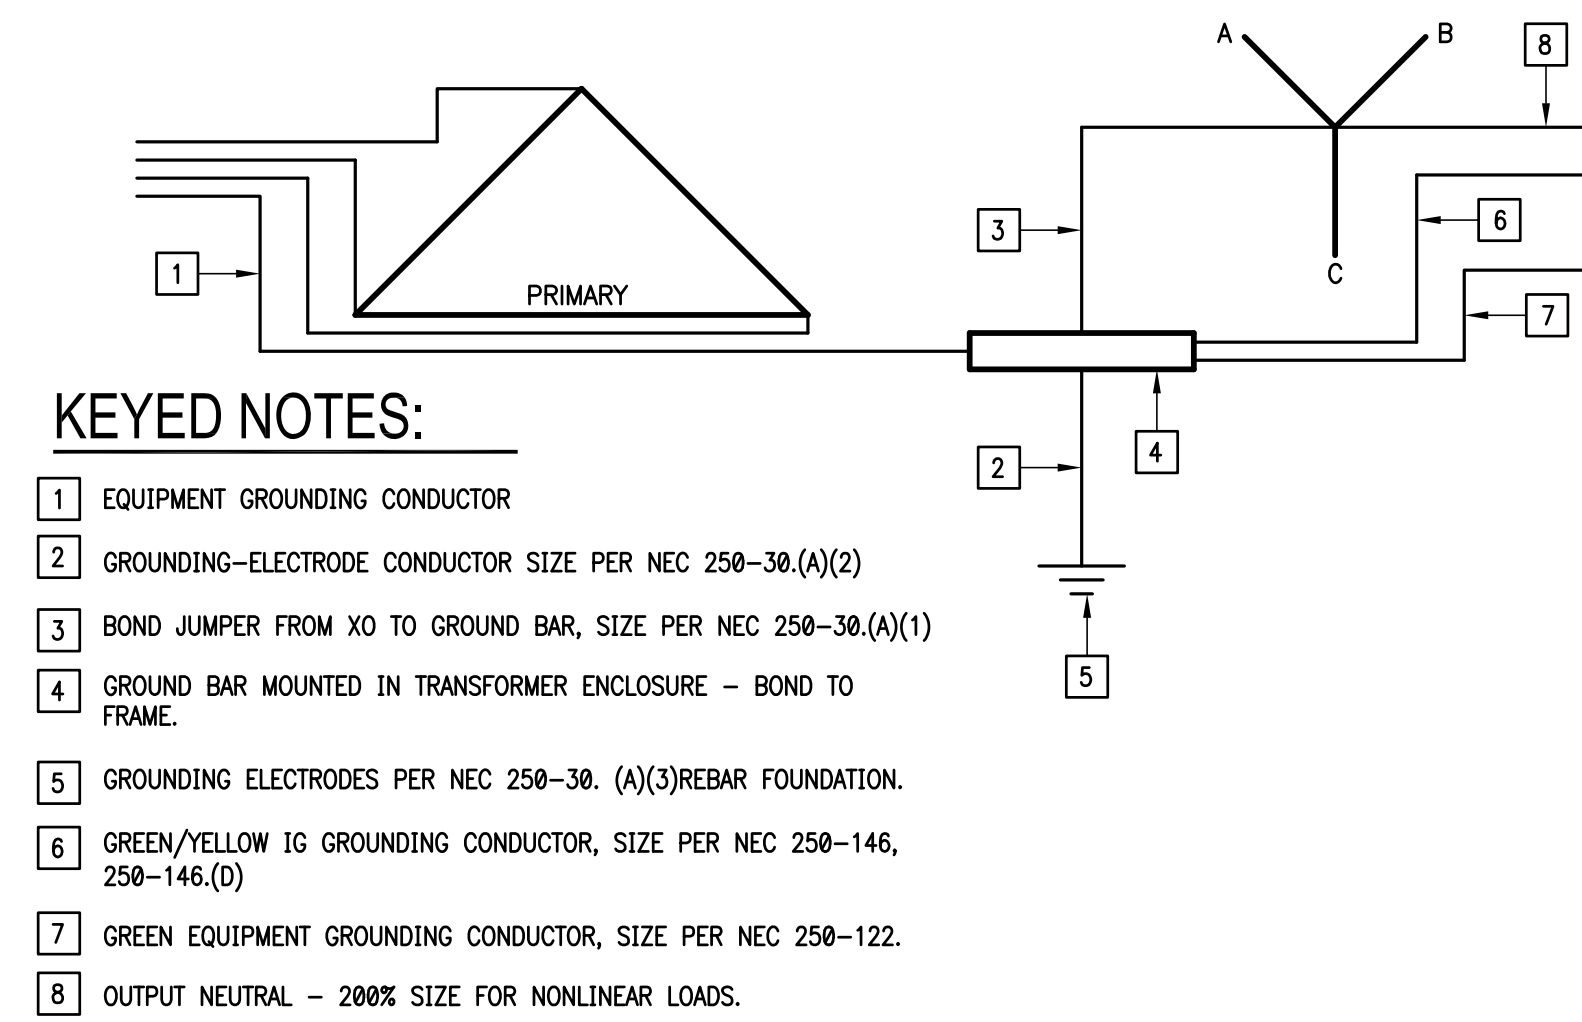 A
B
8
3
6
1
C
PRIMARY
7
KEYED NOTES:
2
4
5
1 EQUIPMENT GROUNDING CONDUCTOR
2 GROUNDING-ELECTRODE CONDUCTOR SIZE PER NEC 250-30.(A)(2)
3 BOND JUMPER FROM XO TO GROUND BAR, SIZE PER NEC 250-30.(A)(1)
4 GROUND BAR MOUNTED IN TRANSFORMER ENCLOSURE - BOND TO
FRAME.
5 GROUNDING ELECTRODES PER NEC 250-30. (A)(3)REBAR FOUNDATION.
6 GREEN/YELLOW IG GROUNDING CONDUCTOR, SIZE PER NEC 250-146,
250-146.(D)
7 GREEN EQUIPMENT GROUNDING CONDUCTOR, SIZE PER NEC 250-122.
8 OUTPUT NEUTRAL - 200% SIZE FOR NONLINEAR LOADS.